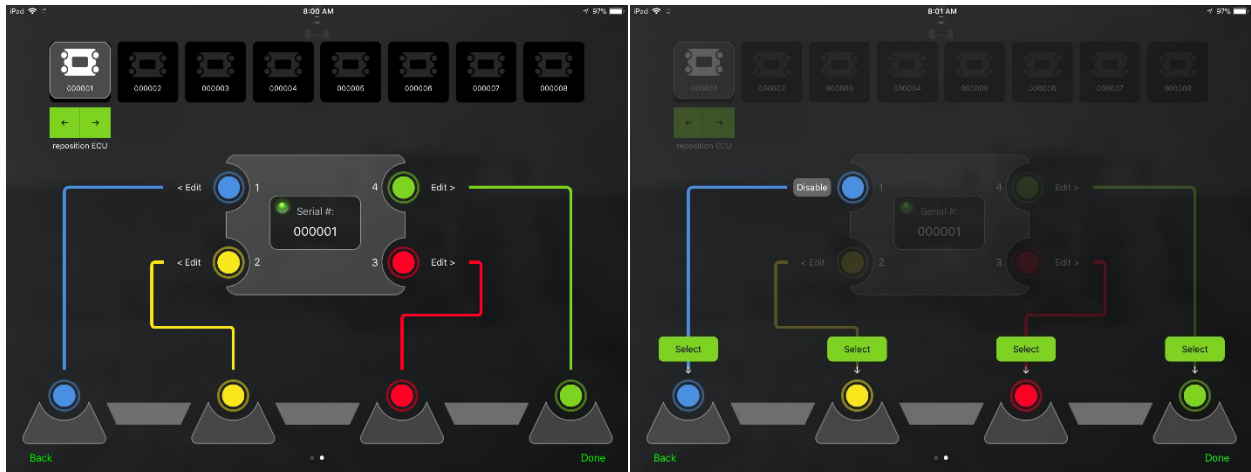 iPad 8:00 AM 97%
000001 000002 000003 000004 000005 000006 000007 000008
← →
reposition ECU
< Edit 1 4 Edit >
Serial #:
000001
< Edit 2 3 Edit >
Back Done
iPad 8:01 AM 97%
000001 000002 000003 000004 000005 000006 000007 000008
← →
reposition ECU
Disable 1 4 Edit >
Serial #:
000001
< Edit 2 3 Edit >
Select Select Select Select
↓ ↓ ↓ ↓
Back Done